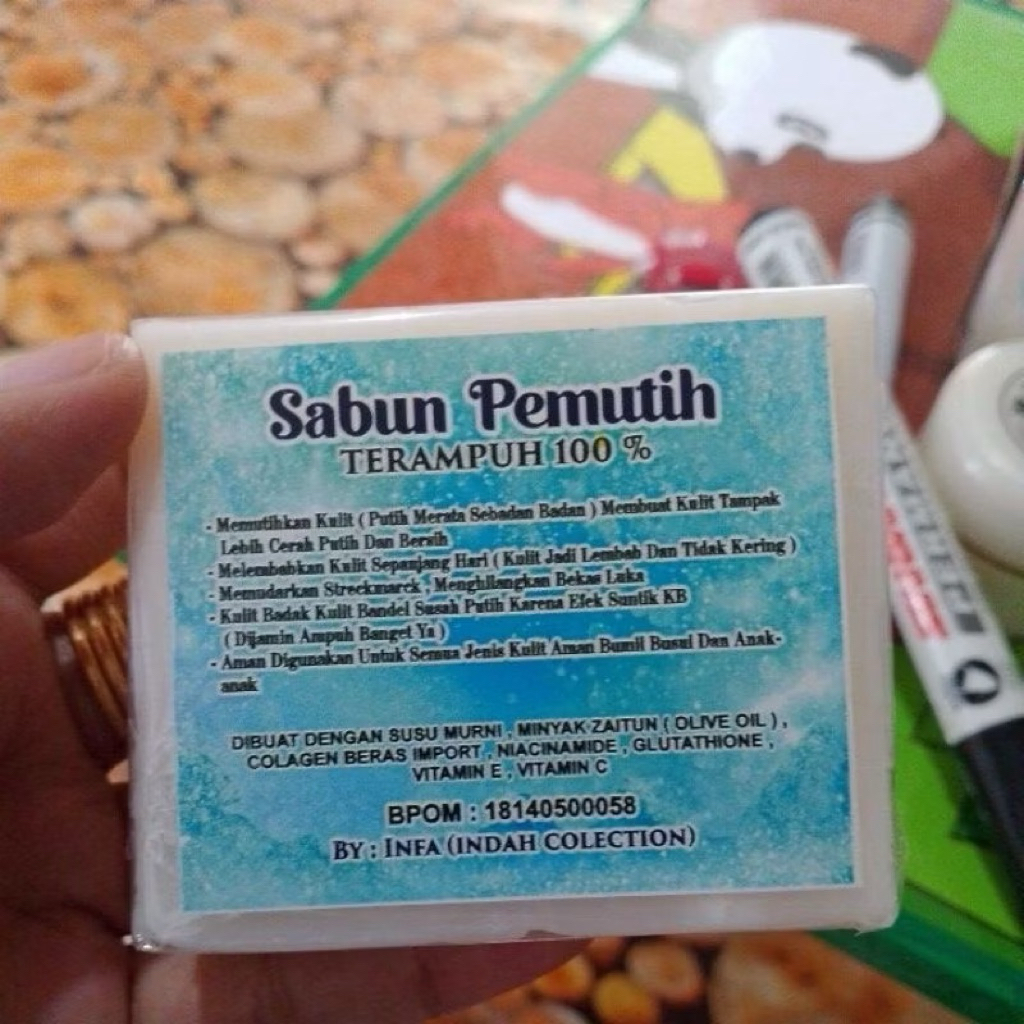 Sabun Pemutih
TERAMPUH 100 %
- Memutihkan Kulit ( Putih Merata Sebadan Badan ) Membuat Kulit Tampak
Lebih Cerah Putih Dan Bersih
- Melembabkan Kulit Sepanjang Hari ( Kulit Jadi Lembab Dan Tidak Kering )
- Memudarkan Streckmarck , Menghilangkan Bekas Luka
- Kulit Badak Kulit Bandel Susah Putih Karena Efek Suntik KB
( Dijamin Ampuh Banget Ya )
- Aman Digunakan Untuk Semua Jenis Kulit Aman Bumil Busui Dan Anak-
anak
DIBUAT DENGAN SUSU MURNI , MINYAK ZAITUN ( OLIVE OIL ) ,
COLAGEN BERAS IMPORT , NIACINAMIDE , GLUTATHIONE ,
VITAMIN E , VITAMIN C
BPOM : 18140500058
BY : INFA (INDAH COLECTION)